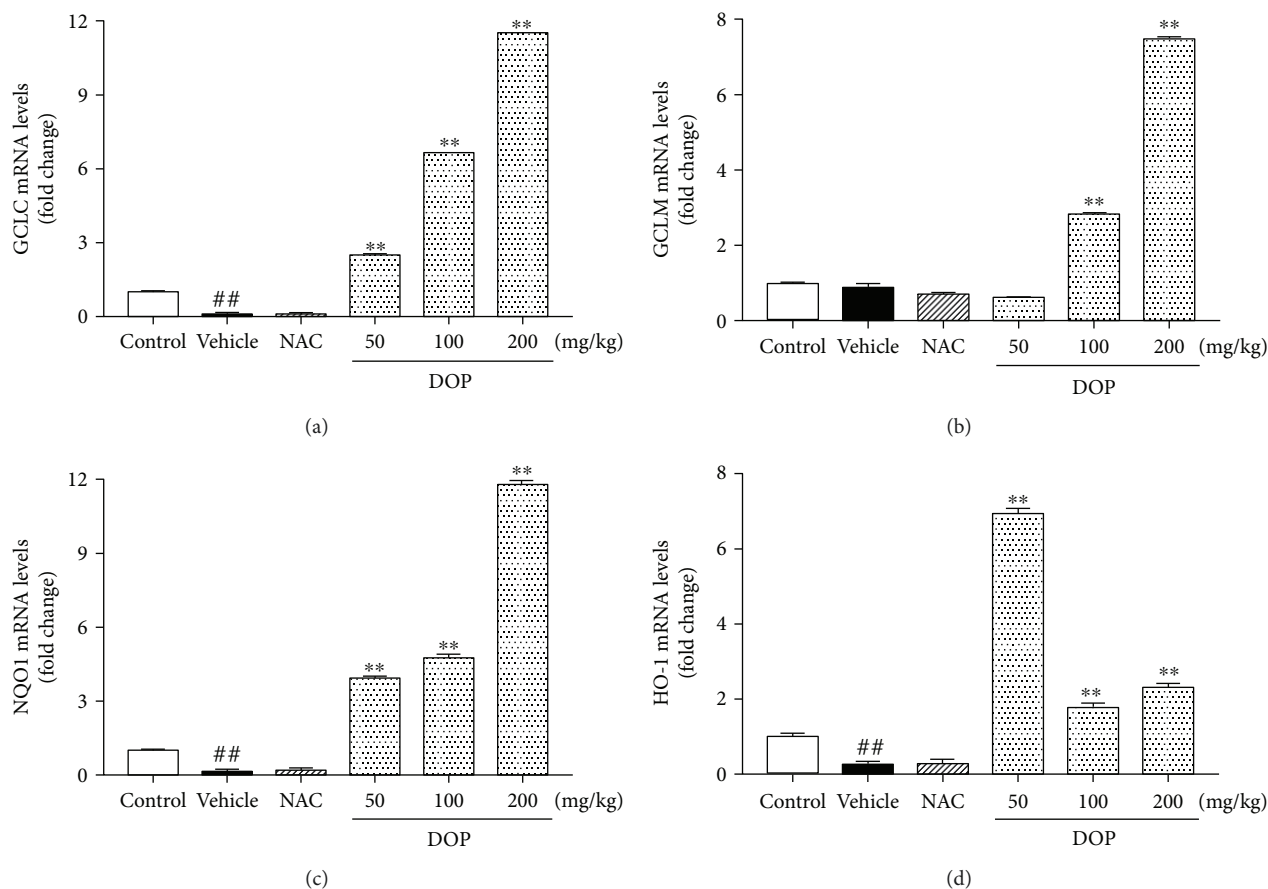 GCLC mRNA levels
(fold change)
12
9
6
3
0
**
**
**
##
Control Vehicle NAC 50 100 200 (mg/kg)
DOP
(a)
GCLM mRNA levels
(fold change)
8
6
4
2
0
**
**
Control Vehicle NAC 50 100 200 (mg/kg)
DOP
(b)
NQO1 mRNA levels
(fold change)
12
9
6
3
0
**
**
**
##
Control Vehicle NAC 50 100 200 (mg/kg)
DOP
(c)
HO-1 mRNA levels
(fold change)
8
6
4
2
0
**
**
**
##
Control Vehicle NAC 50 100 200 (mg/kg)
DOP
(d)